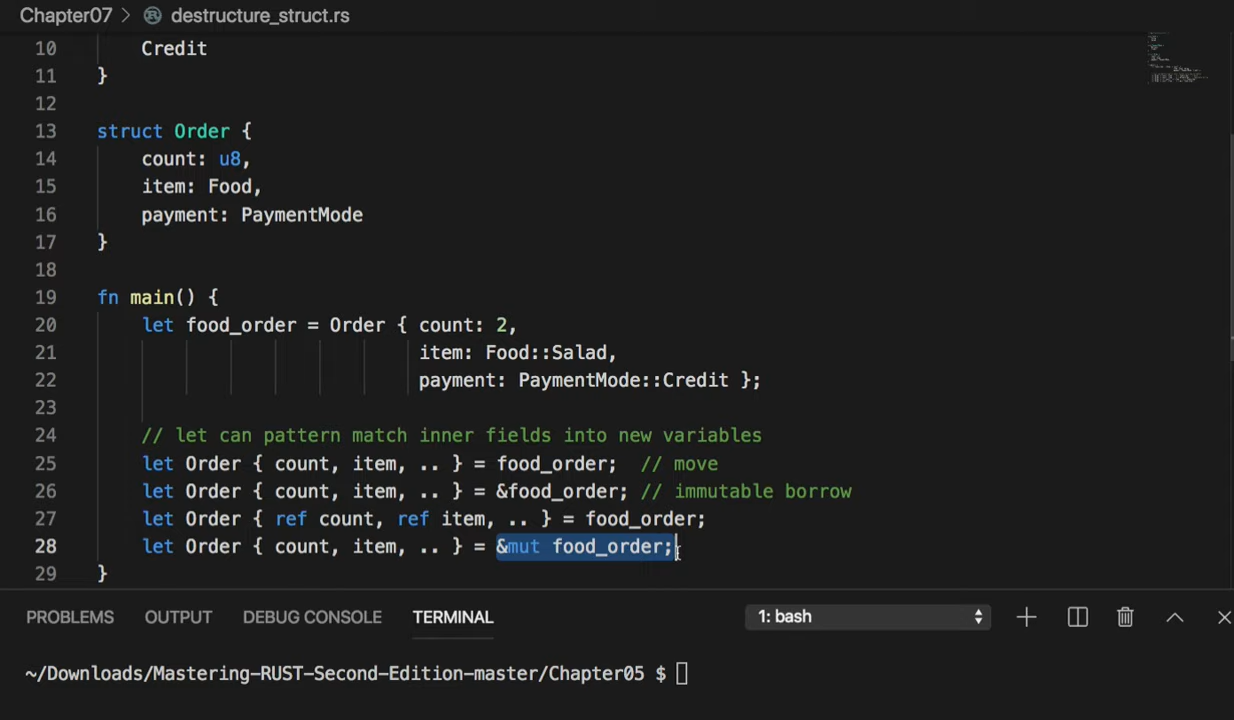 Chapter07 > destructure_struct.rs
10 Credit
11 }
12
13 struct Order {
14 count: u8,
15 item: Food,
16 payment: PaymentMode
17 }
18
19 fn main() {
20 let food_order = Order { count: 2,
21 item: Food::Salad,
22 payment: PaymentMode::Credit };
23
24 // let can pattern match inner fields into new variables
25 let Order { count, item, .. } = food_order; // move
26 let Order { count, item, .. } = &food_order; // immutable borrow
27 let Order { ref count, ref item, .. } = food_order;
28 let Order { count, item, .. } = &mut food_order;
29 }
PROBLEMS OUTPUT DEBUG CONSOLE TERMINAL 1: bash
~/Downloads/Mastering-RUST-Second-Edition-master/Chapter05 $